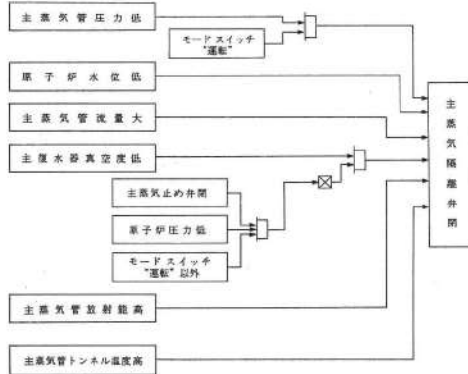 主蒸気管圧力低
モードスイッチ
“運転”
原子炉水位低
主蒸気管流量大
主復水器真空度低
主蒸気止め弁閉
原子炉圧力低
モードスイッチ
“運転”以外
主蒸気管放射能高
主蒸気管トンネル温度高
主蒸気隔離弁閉